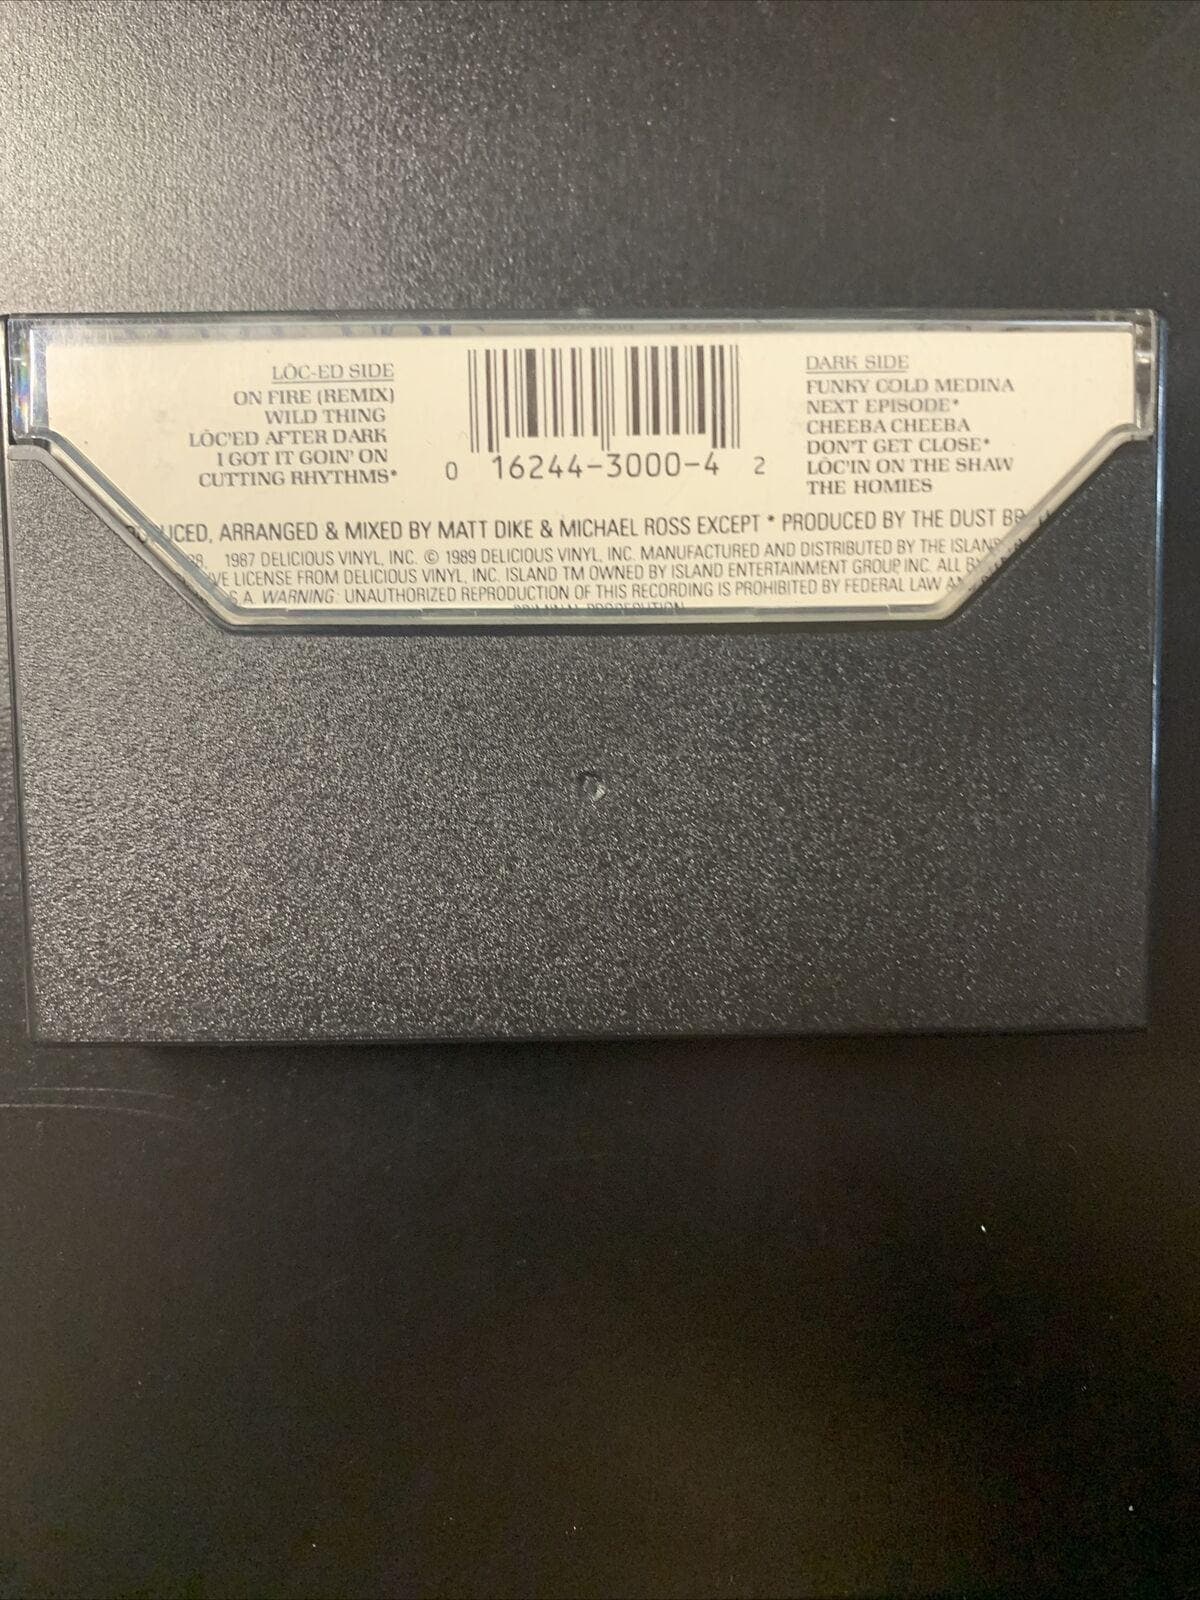 LŌC-ED SIDE
ON FIRE (REMIX)
WILD THING
LŌC'ED AFTER DARK
I GOT IT GOIN' ON
CUTTING RHYTHMS*
0 16244-3000-4 2
DARK SIDE
FUNKY COLD MEDINA
NEXT EPISODE*
CHEEBA CHEEBA
DON'T GET CLOSE*
LŌC'IN ON THE SHAW
THE HOMIES
ARRANGED & MIXED BY MATT DIKE & MICHAEL ROSS EXCEPT * PRODUCED BY THE DUST
1987 DELICIOUS VINYL, INC. © 1989 DELICIOUS VINYL, INC. MANUFACTURED AND DISTRIBUTED BY THE ISLAND
LICENSE FROM DELICIOUS VINYL, INC. ISLAND TM OWNED BY ISLAND ENTERTAINMENT GROUP INC. ALL
WARNING: UNAUTHORIZED REPRODUCTION OF THIS RECORDING IS PROHIBITED BY FEDERAL LAW